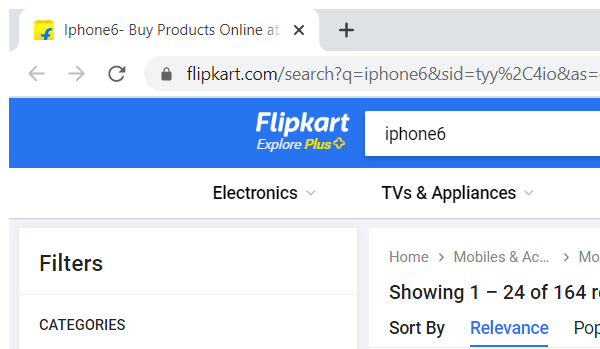 Iphone6- Buy Products Online at
flipkart.com/search?q=iphone6&sid=tyy%2C4io&as=
Flipkart
Explore Plus
iphone6
Electronics
TVs & Appliances
Filters
CATEGORIES
Home > Mobiles & Ac... > Mo
Showing 1 – 24 of 164 r
Sort By Relevance Pop